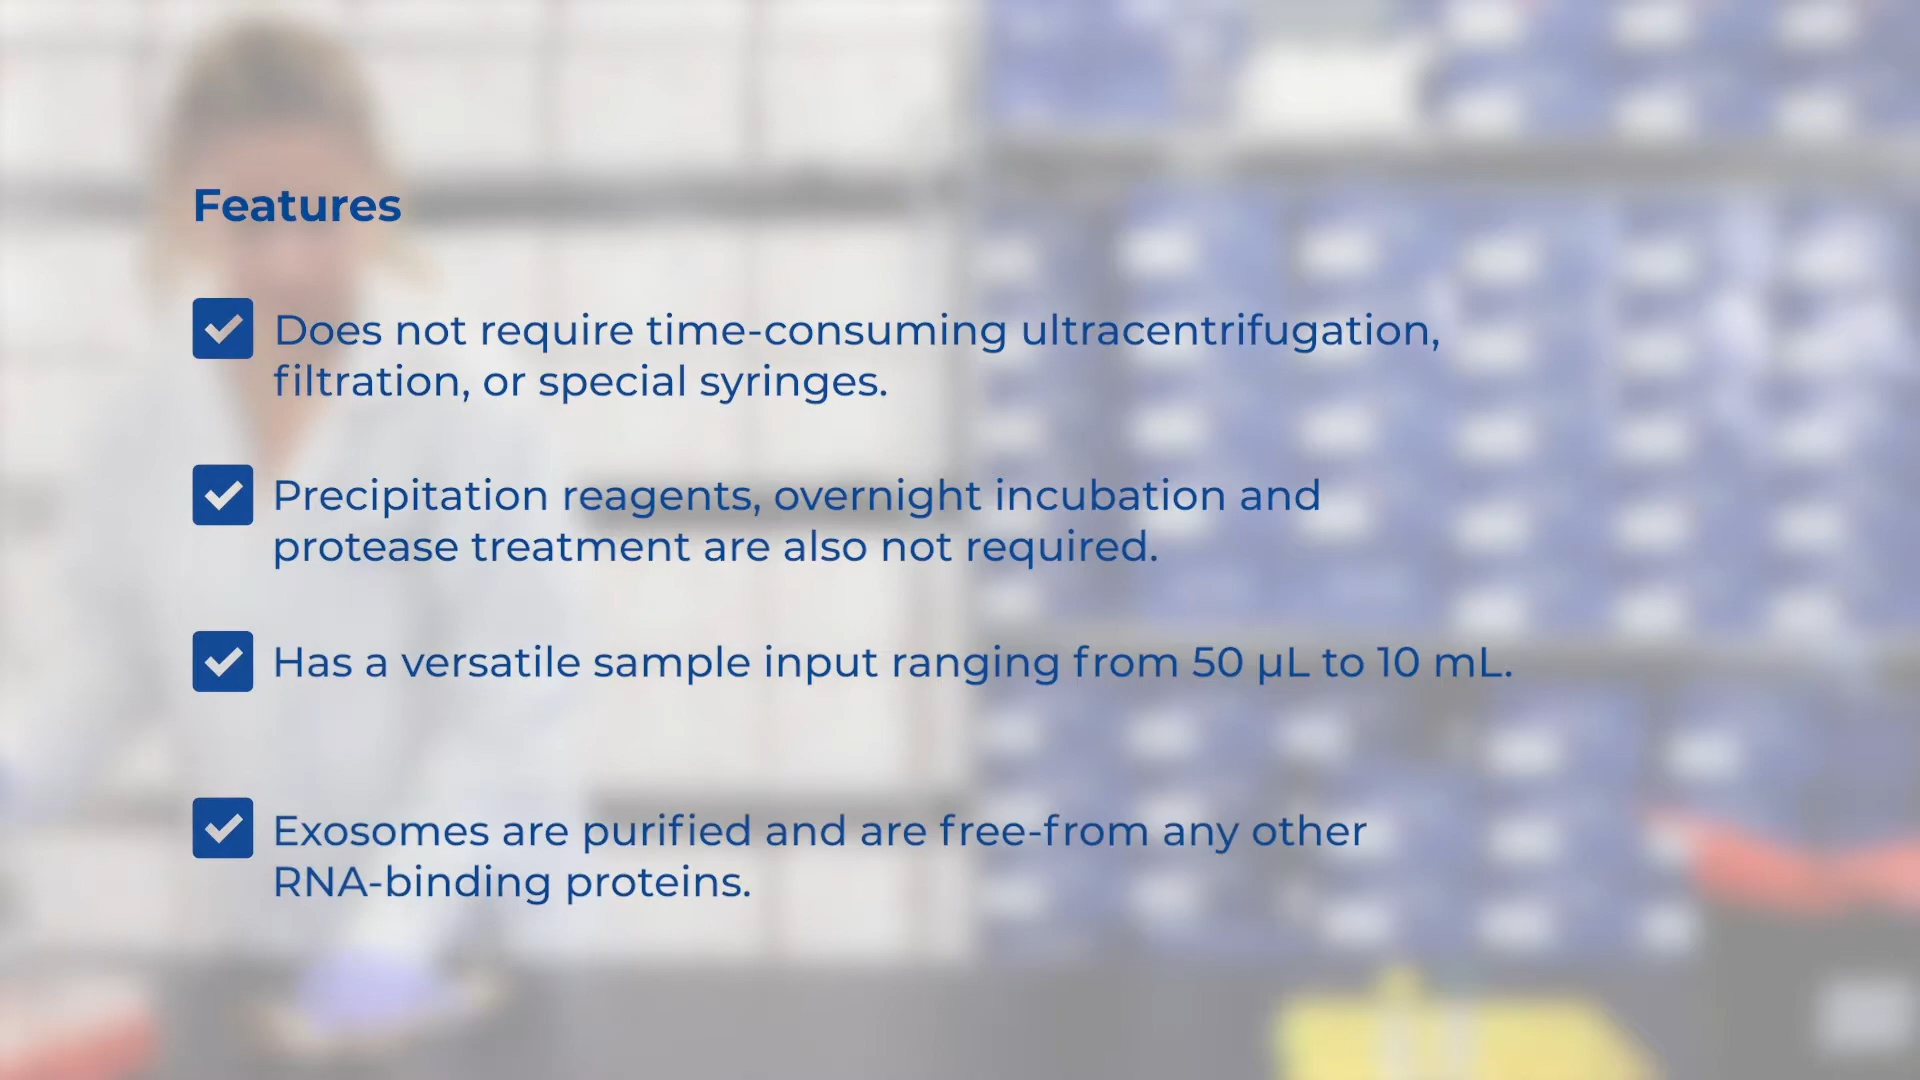 Features
Does not require time-consuming ultracentrifugation,
filtration, or special syringes.
Precipitation reagents, overnight incubation and
protease treatment are also not required.
Has a versatile sample input ranging from 50 µL to 10 mL.
Exosomes are purified and are free-from any other
RNA-binding proteins.